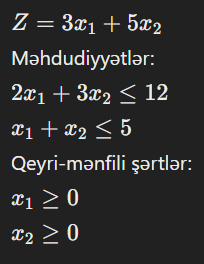 Z = 3x₁ + 5x₂
Məhdudiyyətlər:
2x₁ + 3x₂ ≤ 12
x₁ + x₂ ≤ 5
Qeyri-mənfili şərtlər:
x₁ ≥ 0
x₂ ≥ 0